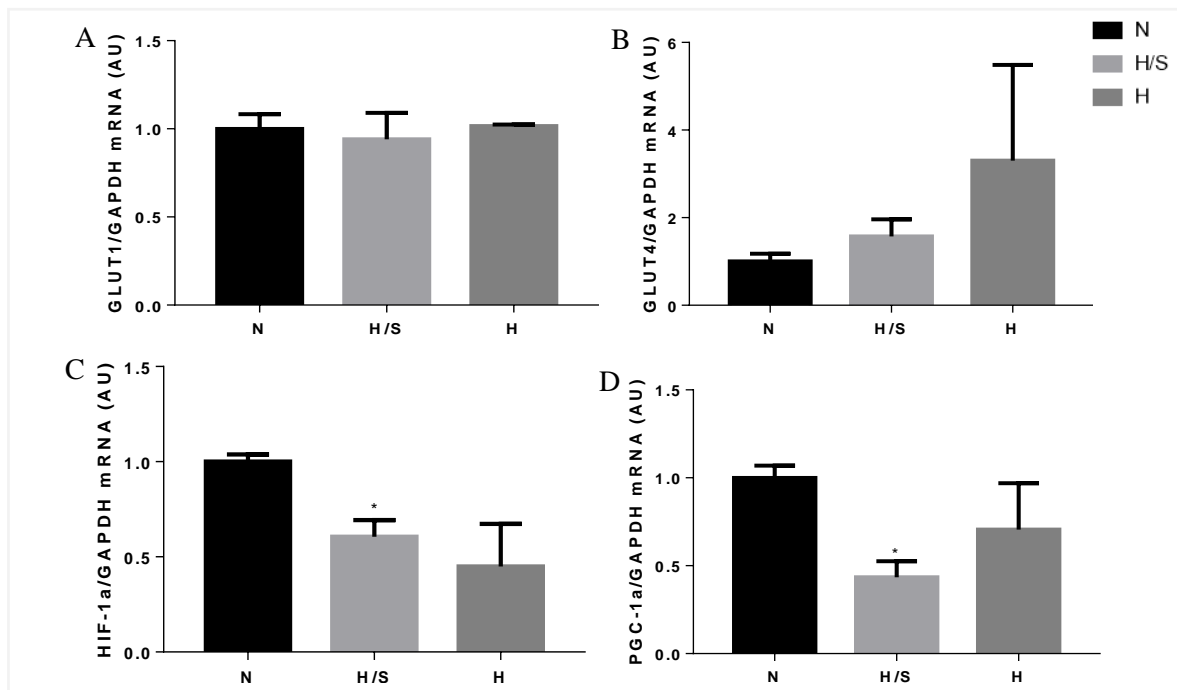 A
GLUT1/GAPDH mRNA (AU)
1.5
1.0
0.5
0.0
N
H/S
H
B
GLUT4/GAPDH mRNA (AU)
6
4
2
0
N
H/S
H
N
H/S
H
C
HIF-1a/GAPDH mRNA (AU)
1.5
1.0
0.5
0.0
*
N
H/S
H
D
PGC-1a/GAPDH mRNA (AU)
1.5
1.0
0.5
0.0
*
N
H/S
H